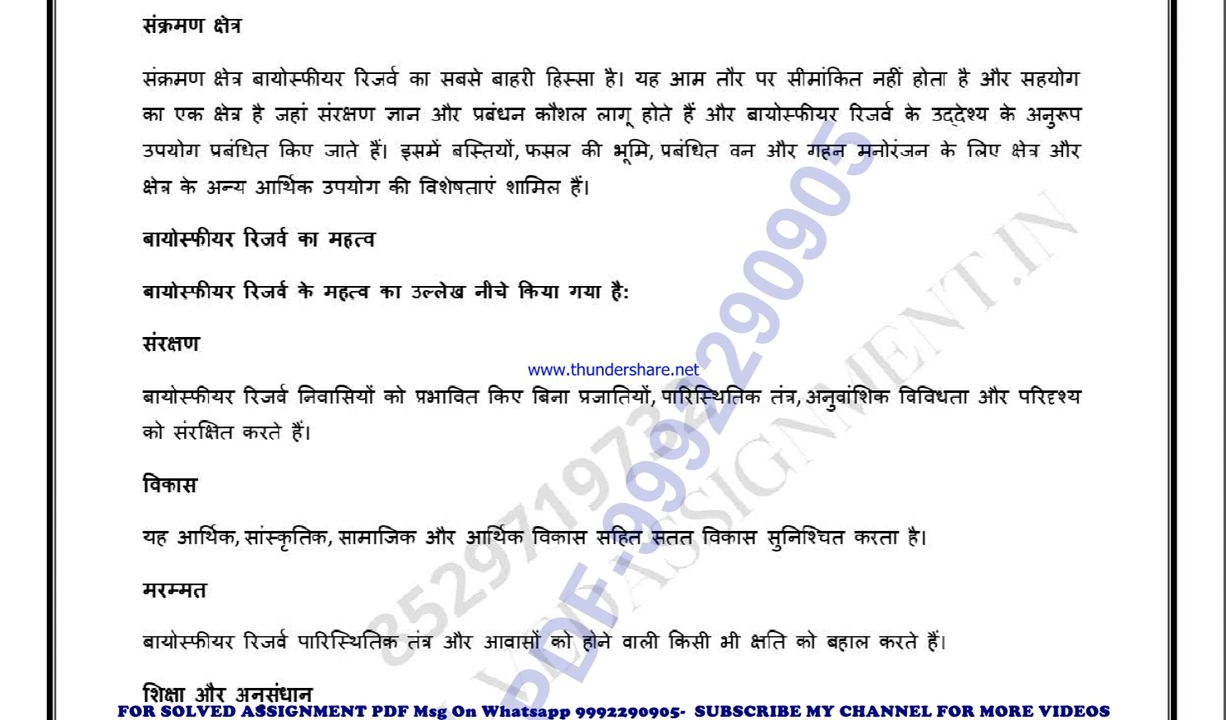 संक्रमण क्षेत्र
संक्रमण क्षेत्र बायोस्फीयर रिजर्व का सबसे बाहरी हिस्सा है। यह आम तौर पर सीमांकित नहीं होता है और सहयोग
का एक क्षेत्र है जहां संरक्षण ज्ञान और प्रबंधन कौशल लागू होते हैं और बायोस्फीयर रिजर्व के उद्देश्य के अनुरूप
उपयोग प्रबंधित किए जाते हैं। इसमें बस्तियों, फसल की भूमि, प्रबंधित वन और गहन मनोरंजन के लिए क्षेत्र और
क्षेत्र के अन्य आर्थिक उपयोग की विशेषताएं शामिल हैं।
बायोस्फीयर रिजर्व का महत्व
बायोस्फीयर रिजर्व के महत्व का उल्लेख नीचे किया गया है:
संरक्षण
www.thundershare.net
बायोस्फीयर रिजर्व निवासियों को प्रभावित किए बिना प्रजातियों, पारिस्थितिक तंत्र, अनुवांशिक विविधता और परिदृश्य
को संरक्षित करते हैं।
विकास
यह आर्थिक, सांस्कृतिक, सामाजिक और आर्थिक विकास सहित सतत विकास सुनिश्चित करता है।
मरम्मत
बायोस्फीयर रिजर्व पारिस्थितिक तंत्र और आवासों को होने वाली किसी भी क्षति को बहाल करते हैं।
शिक्षा और अनुसंधान
FOR SOLVED ASSIGNMENT PDF Msg On Whatsapp 9992290905- SUBSCRIBE MY CHANNEL FOR MORE VIDEOS
PDF-9992290905